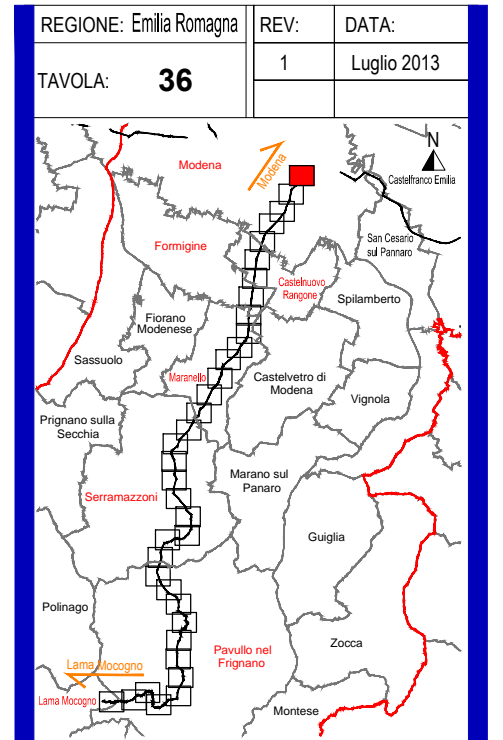 REGIONE: Emilia Romagna
REV:
DATA:
TAVOLA: 36
1
Luglio 2013
N
Modena
Modena
Castelfranco Emilia
San Cesario
sul Pannaro
Formigine
Castelnuovo
Rangone
Spilamberto
Fiorano
Modenese
Sassuolo
Maranello
Castelvetro di
Modena
Vignola
Prignano sulla
Secchia
Marano sul
Panaro
Serramazzoni
Guiglia
Polinago
Zocca
Pavullo nel
Frignano
Lama Mocogno
Lama Mocogno
Montese